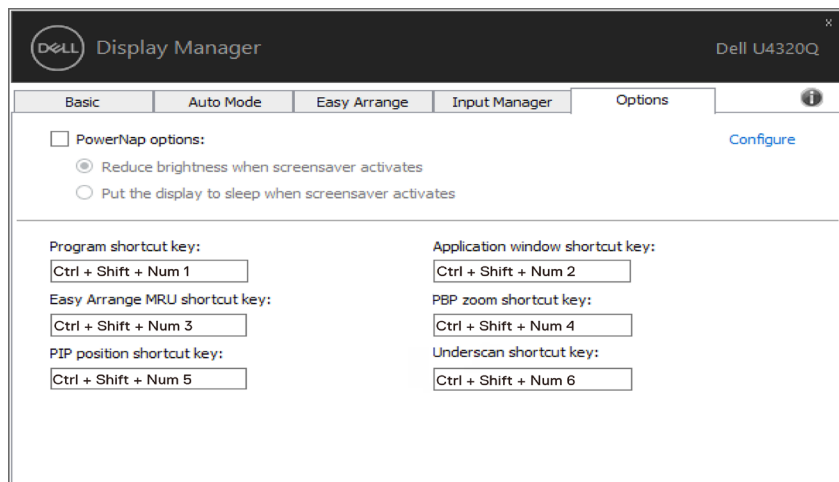 DELL Display Manager
Dell U4320Q
Basic Auto Mode Easy Arrange Input Manager Options
PowerNap options:
Configure
Reduce brightness when screensaver activates
Put the display to sleep when screensaver activates
Program shortcut key:
Application window shortcut key:
Ctrl + Shift + Num 1
Ctrl + Shift + Num 2
Easy Arrange MRU shortcut key:
PBP zoom shortcut key:
Ctrl + Shift + Num 3
Ctrl + Shift + Num 4
PIP position shortcut key:
Underscan shortcut key:
Ctrl + Shift + Num 5
Ctrl + Shift + Num 6